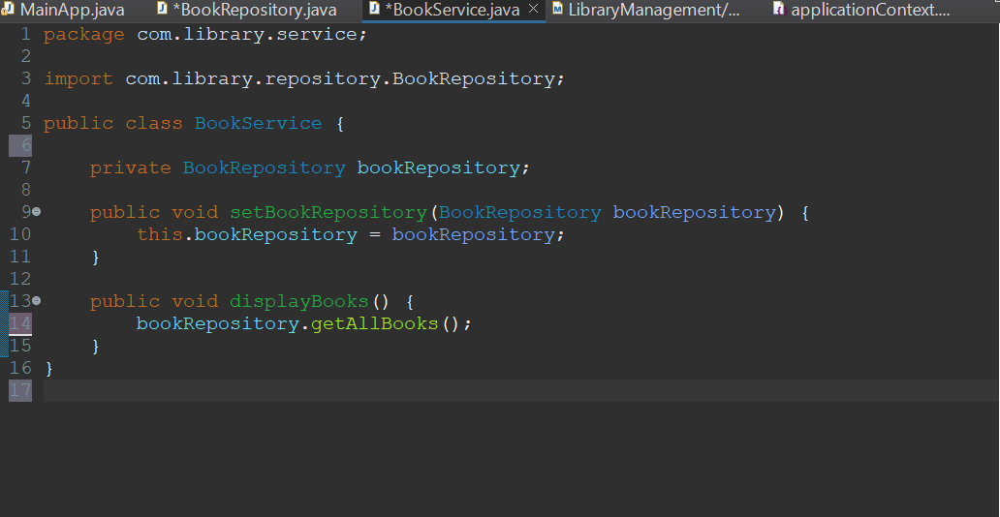 MainApp.java *BookRepository.java *BookService.java LibraryManagement/... applicationContext....
1 package com.library.service;
2
3 import com.library.repository.BookRepository;
4
5 public class BookService {
6
7     private BookRepository bookRepository;
8
9     public void setBookRepository(BookRepository bookRepository) {
10         this.bookRepository = bookRepository;
11     }
12
13     public void displayBooks() {
14         bookRepository.getAllBooks();
15     }
16 }
17